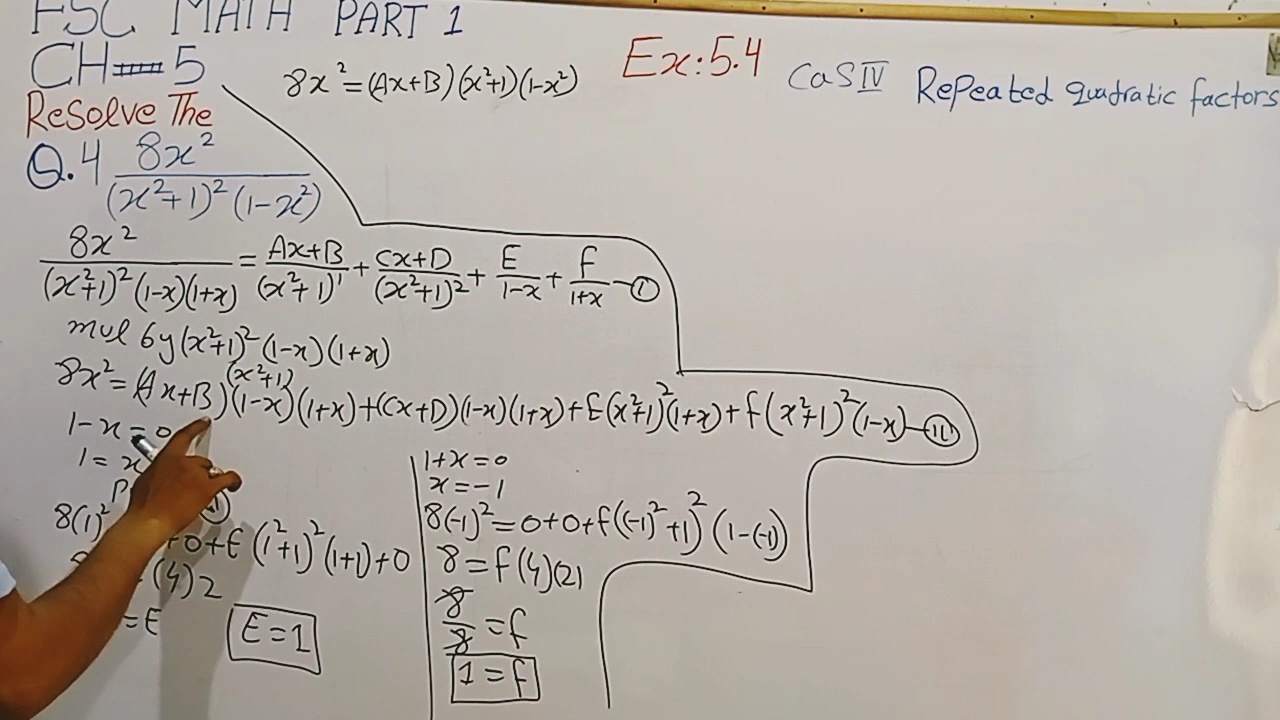 FSC MATH PART 1
CH 5
Ex: 5.4
CaS IV Repeated quadratic factors
8x² = (Ax+B)(x²+1)(1-x²)
Resolve The
Q.4 8x² / (x²+1)²(1-x²)
8x² / (x²+1)²(1-x)(1+x) = Ax+B / (x²+1)¹ + Cx+D / (x²+1)² + E / 1-x + f / 1+x — I
mul by (x²+1)²(1-x)(1+x)
(x²+1)
8x² = (Ax+B)(1-x)(1+x) + (Cx+D)(1-x)(1+x) + E(x²+1)²(1+x) + f(x²+1)²(1-x) — II
1-x=0
1=x
8(1)² +0+E(1²+1)²(1+1)+0
(4)2
=E
E=1
1+x=0
x=-1
8(-1)²=0+0+f((-1)²+1)²(1-(-1))
8=f(4)(2)
8/8=f
1=f